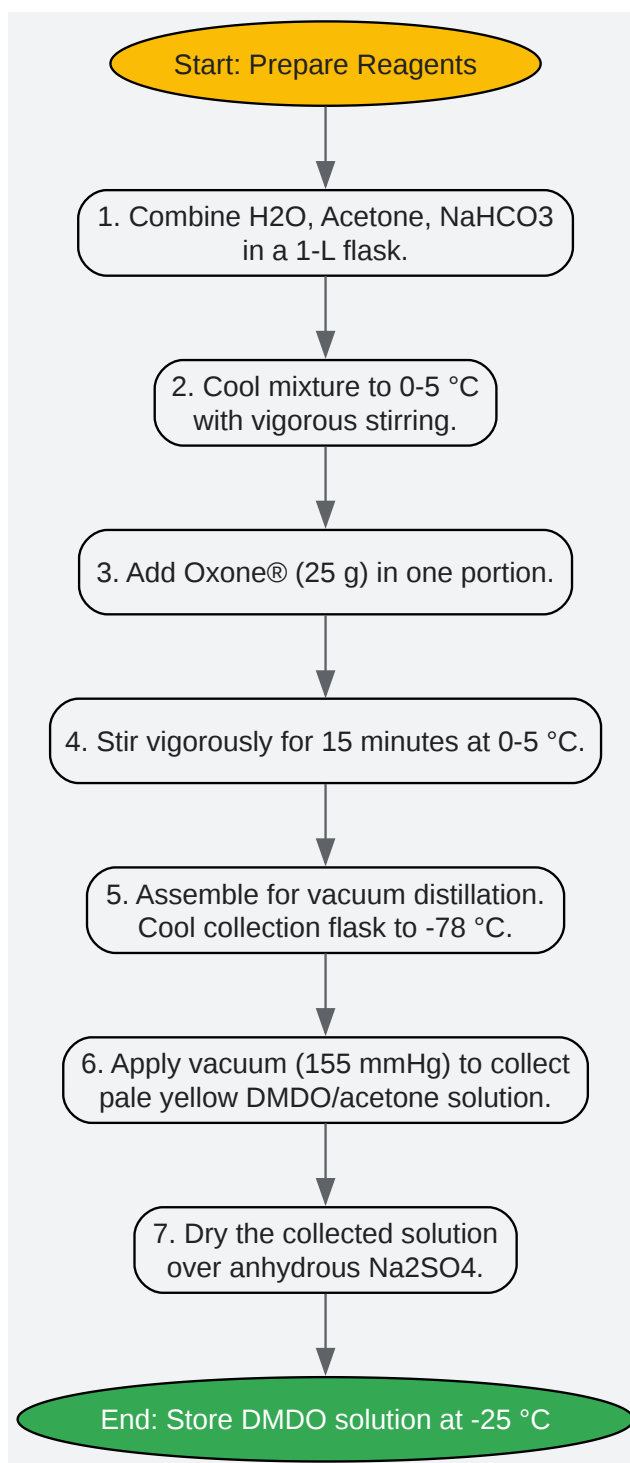 Start: Prepare Reagents
1. Combine H2O, Acetone, NaHCO3
in a 1-L flask.
2. Cool mixture to 0-5 °C
with vigorous stirring.
3. Add Oxone® (25 g) in one portion.
4. Stir vigorously for 15 minutes at 0-5 °C.
5. Assemble for vacuum distillation.
Cool collection flask to -78 °C.
6. Apply vacuum (155 mmHg) to collect
pale yellow DMDO/acetone solution.
7. Dry the collected solution
over anhydrous Na2SO4.
End: Store DMDO solution at -25 °C